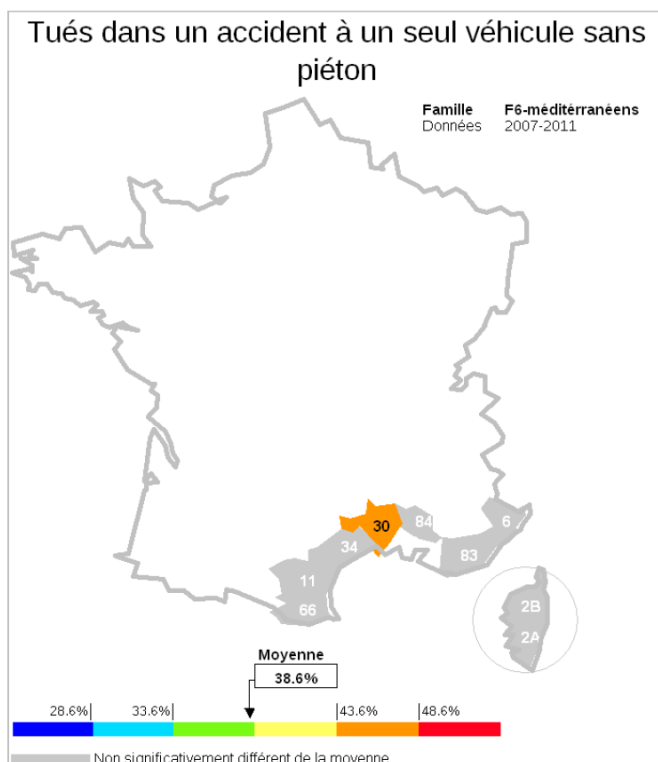 Tués dans un accident à un seul véhicule sans
piéton
Famille F6-méditérranéens
Données 2007-2011
30
84
6
34
83
11
66
2B
2A
Moyenne
38.6%
28.6% 33.6% 43.6% 48.6%
Non significativement différent de la moyenne